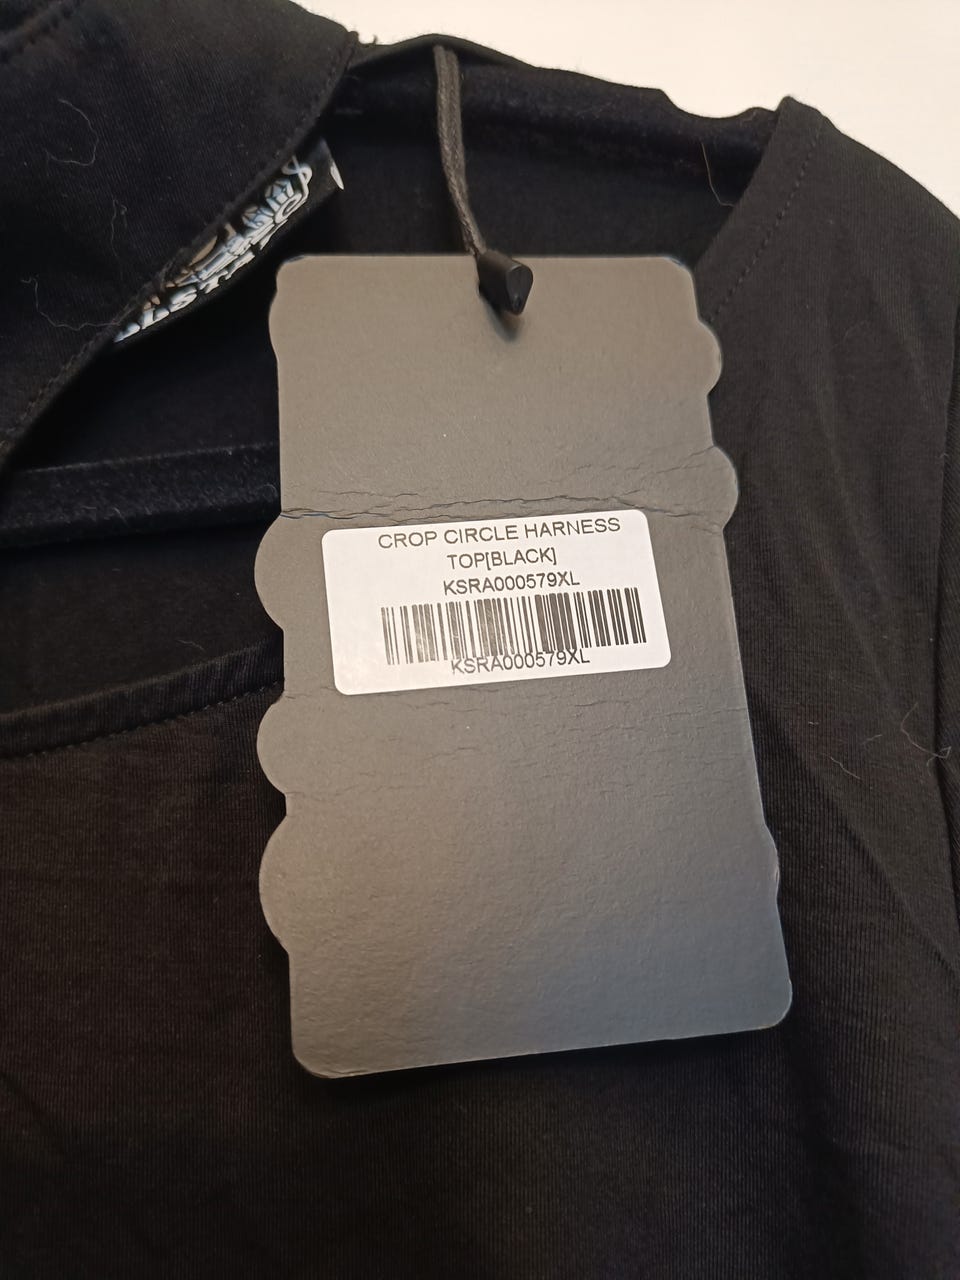 CROP CIRCLE HARNESS
TOP[BLACK]
KSRA000579XL
KSRA000579XL